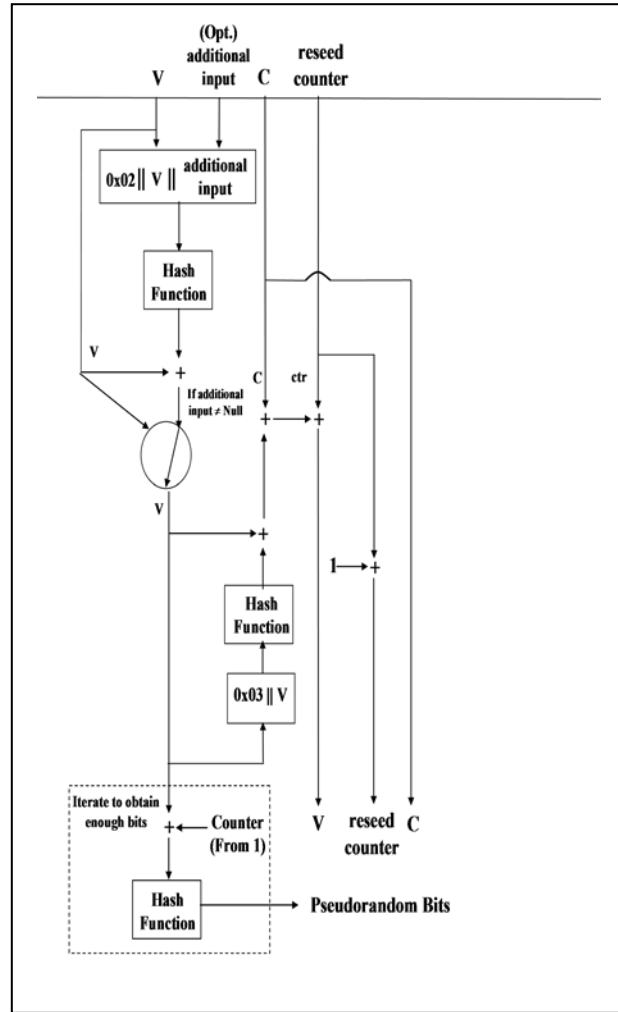 (Opt.)
additional
input
V
C
reseed
counter
0x02 || V || additional
input
Hash
Function
V
+
If additional
input ≠ Null
C
ctr
+
+
V
+
1
+
Hash
Function
0x03 || V
Iterate to obtain
enough bits
+
Counter
(From 1)
V
reseed
counter
C
Hash
Function
Pseudorandom Bits